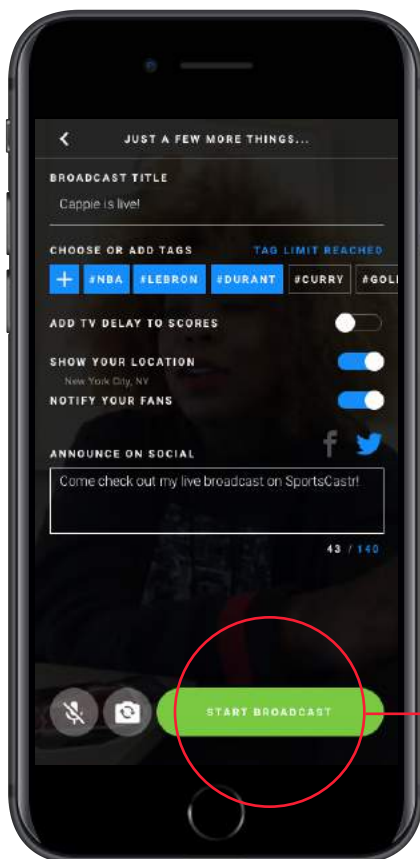 JUST A FEW MORE THINGS...
BROADCAST TITLE
Cappie is live!
CHOOSE OR ADD TAGS TAG LIMIT REACHED
+ #NBA #LEBRON #DURANT #CURRY #GOL
ADD TV DELAY TO SCORES
SHOW YOUR LOCATION
New York City, NY
NOTIFY YOUR FANS
ANNOUNCE ON SOCIAL
Come check out my live broadcast on SportsCastr!
43 / 140
START BROADCAST